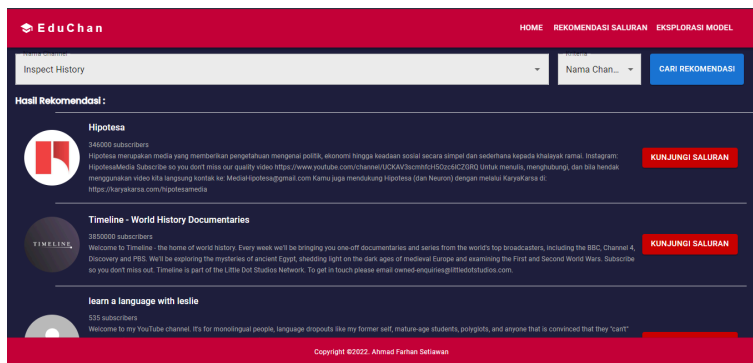 EduChan
HOME REKOMENDASI SALURAN EKSPLORASI MODEL
Nama Channel
Inspect History
Nama Chan...
CARI REKOMENDASI
Hasil Rekomendasi :
Hipotesa
346000 subscribers
Hipotesa merupakan media yang memberikan pengetahuan mengenai politik, ekonomi hingga keadaan sosial secara simpel dan sederhana kepada khalayak ramai. Instagram:
HipotesaMedia Subscribe so you don't miss our quality video https://www.youtube.com/channel/UCKAV3scmhfcH5Ozc6ICZGRQ Untuk menulis, menghubungi, dan bila hendak
menggunakan video kita langsung kontak ke: MediaHipotesa@gmail.com Kamu juga mendukung Hipotesa (dan Neuron) dengan melalui KaryaKarsa di:
https://karyakarsa.com/hipotesamedia
KUNJUNGI SALURAN
TIMELINE
Timeline - World History Documentaries
3850000 subscribers
Welcome to Timeline - the home of world history. Every week we'll be bringing you one-off documentaries and series from the world's top broadcasters, including the BBC, Channel 4,
Discovery and PBS. We'll be exploring the mysteries of ancient Egypt, shedding light on the dark ages of medieval Europe and examining the First and Second World Wars. Subscribe
so you don't miss out. Timeline is part of the Little Dot Studios Network. To get in touch please email owned-enquiries@littledotstudios.com.
KUNJUNGI SALURAN
learn a language with leslie
535 subscribers
Welcome to my YouTube channel. It's for monolingual people, language dropouts like my former self, mature-age students, polyglots, and anyone that is convinced that they "can't"
Copyright ©2022. Ahmad Farhan Setiawan